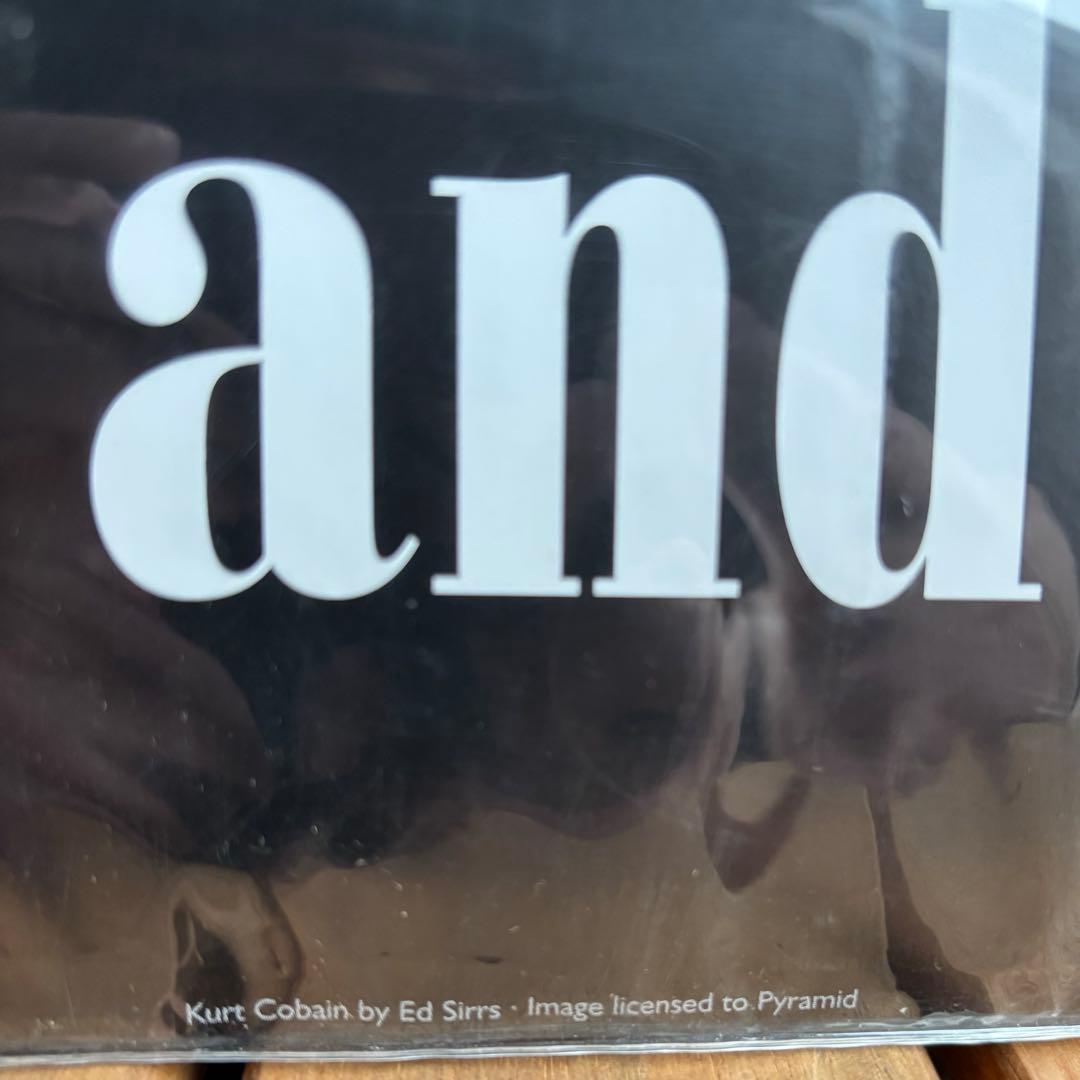 and
Kurt Cobain by Ed Sirrs · Image licensed to Pyramid